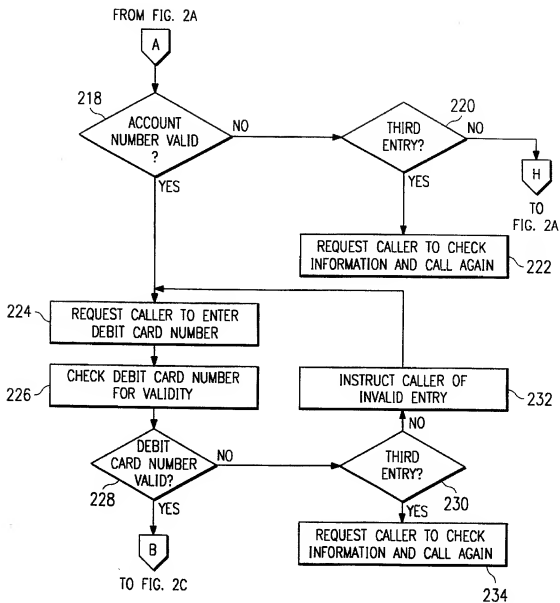 FROM FIG. 2A
A
218
ACCOUNT
NUMBER VALID
?
NO
YES
220
THIRD
ENTRY?
NO
YES
H
TO
FIG. 2A
REQUEST CALLER TO CHECK
INFORMATION AND CALL AGAIN
222
224
REQUEST CALLER TO ENTER
DEBIT CARD NUMBER
226
CHECK DEBIT CARD NUMBER
FOR VALIDITY
INSTRUCT CALLER OF
INVALID ENTRY
232
DEBIT
CARD NUMBER
VALID?
228
NO
YES
NO
THIRD
ENTRY?
230
YES
B
TO FIG. 2C
REQUEST CALLER TO CHECK
INFORMATION AND CALL AGAIN
234